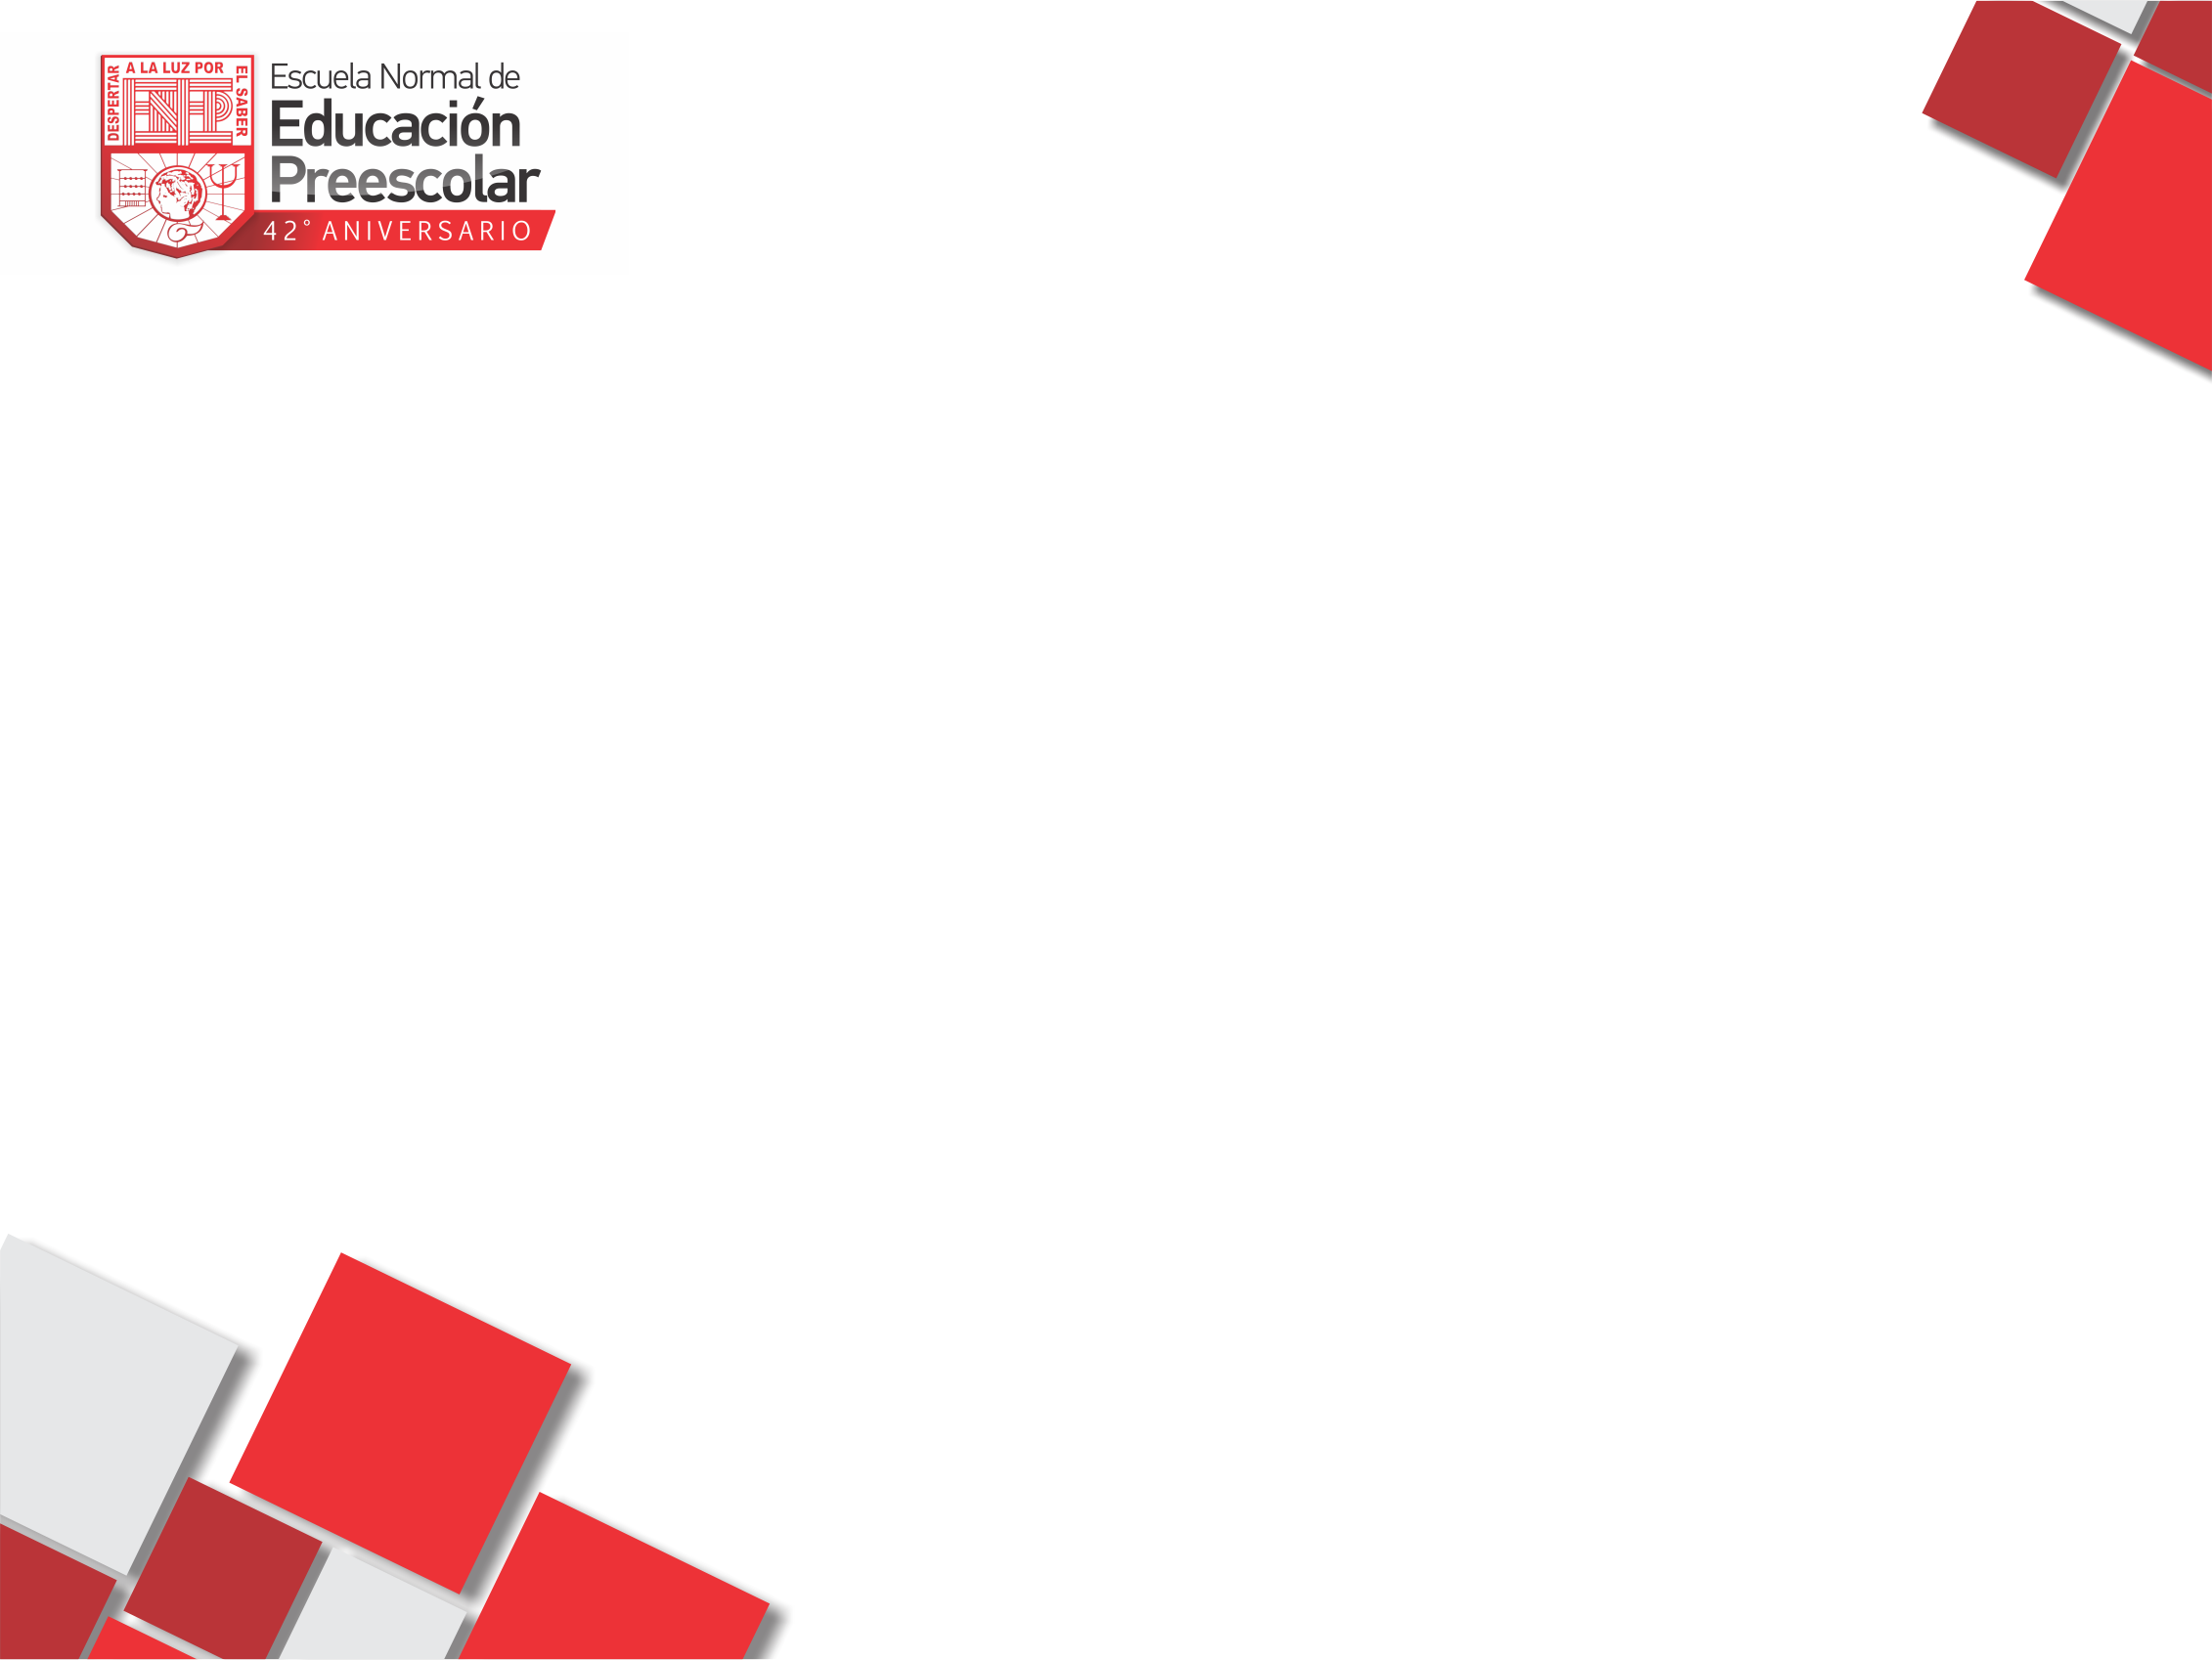 DESPERTAR A LA LUZ POR EL SABER
Escuela Normal de
Educación
Preescolar
42° ANIVERSARIO